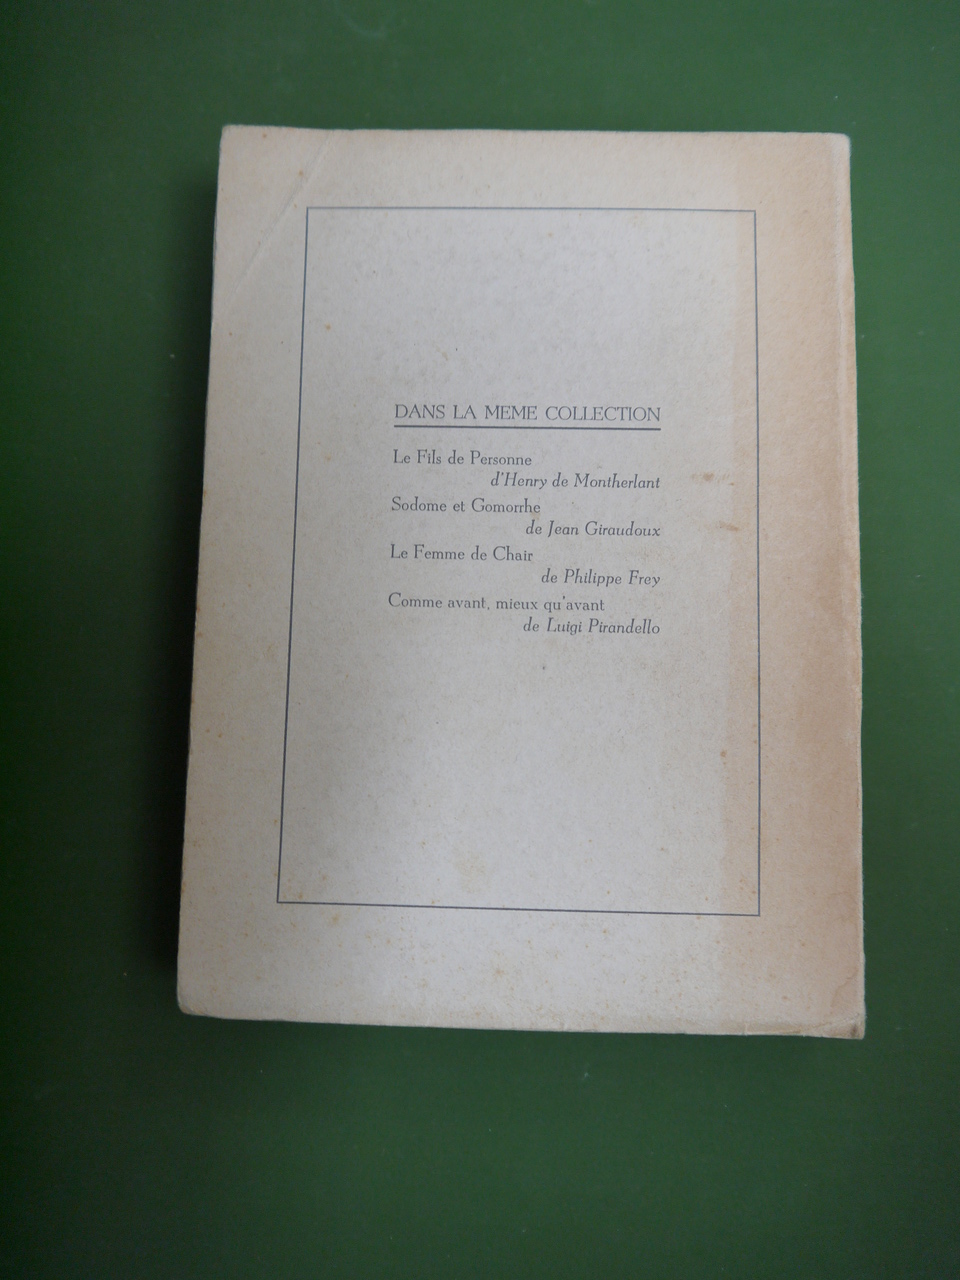 DANS LA MEME COLLECTION
Le Fils de Personne
d'Henry de Montherlant
Sodome et Gomorrhe
de Jean Giraudoux
Le Femme de Chair
de Philippe Frey
Comme avant, mieux qu'avant
de Luigi Pirandello